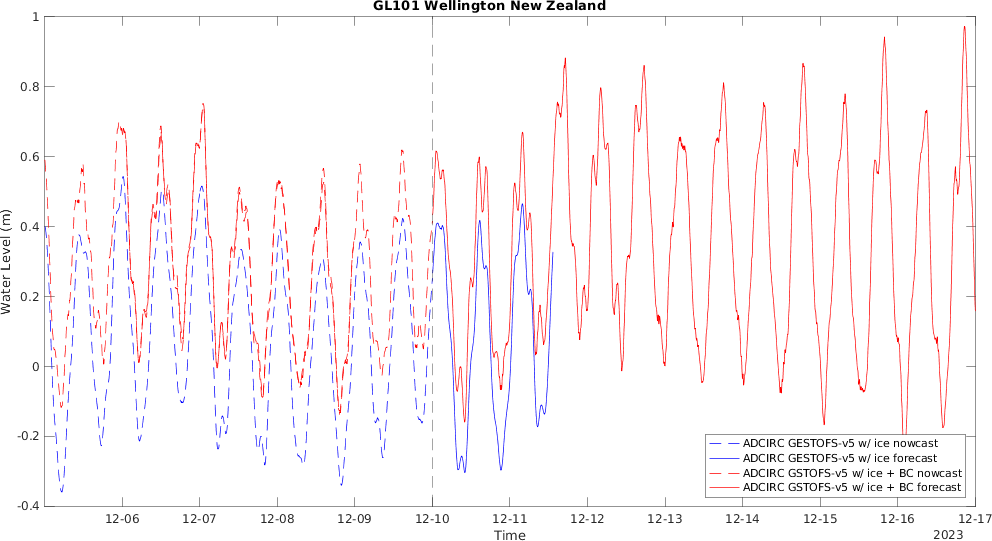 GL101 Wellington New Zealand
1
0.8
0.6
0.4
0.2
0
-0.2
-0.4
Water Level (m)
ADCIRC GESTOFS-v5 w/ ice nowcast
ADCIRC GESTOFS-v5 w/ ice forecast
ADCIRC GSTOFS-v5 w/ ice + BC nowcast
ADCIRC GSTOFS-v5 w/ ice + BC forecast
12-06 12-07 12-08 12-09 12-10 12-11 12-12 12-13 12-14 12-15 12-16 12-17
Time
2023